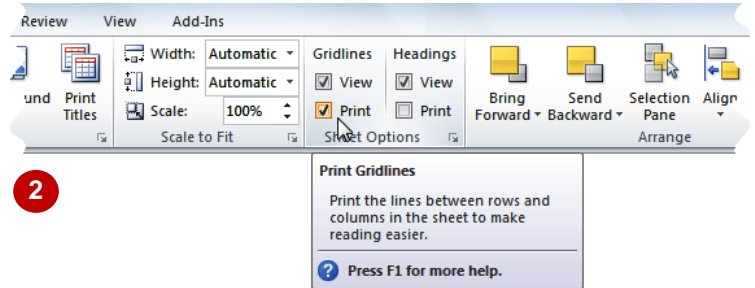 Review View Add-Ins
Width: Automatic Gridlines Headings
Height: Automatic View View
Print Titles Scale: 100% Print Print Bring Forward Send Backward Selection Pane Align
Scale to Fit Sheet Options Arrange
Print Gridlines
2
Print the lines between rows and
columns in the sheet to make
reading easier.
? Press F1 for more help.